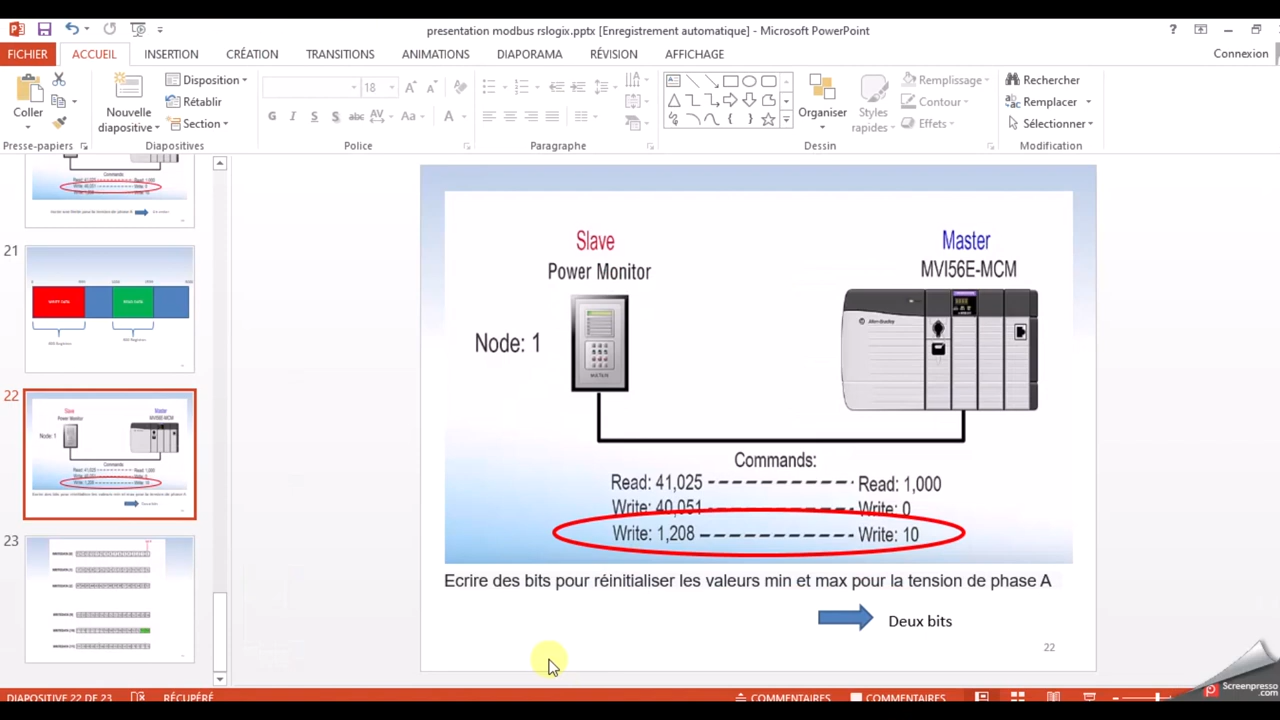 presentation modbus rslogix.pptx [Enregistrement automatique] - Microsoft PowerPoint
FICHIER ACCUEIL INSERTION CRÉATION TRANSITIONS ANIMATIONS DIAPORAMA RÉVISION AFFICHAGE Connexion
Coller
Nouvelle diapositive
Disposition
Rétablir
Section
18
Organiser
Styles rapides
Remplissage
Contour
Effets
Rechercher
Remplacer
Sélectionner
Presse-papiers Diapositives Police Paragraphe Dessin Modification
21
22
23
Slave
Power Monitor
Master
MVI56E-MCM
Node: 1
Commands:
Read: 41,025 Read: 1,000
Write: 40,051 Write: 0
Write: 1,208 Write: 10
Ecrire des bits pour réinitialiser les valeurs min et max pour la tension de phase A
Deux bits
22
DIAPOSITIVE 22 DE 23 RÉCUPÉRÉ COMMENTAIRES COMMENTAIRES
Screenpresso
.com